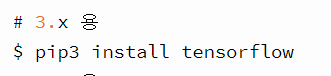 # 3.x 용
$ pip3 install tensorflow